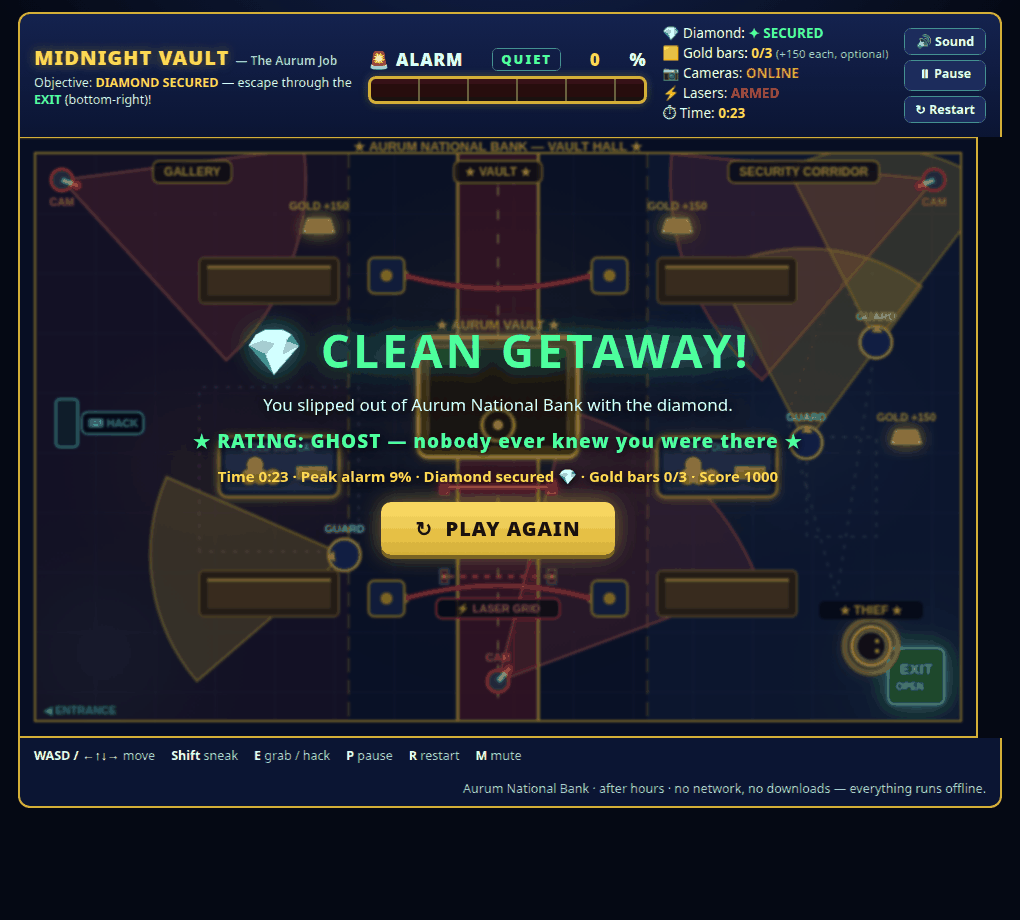 MIDNIGHT VAULT — The Aurum Job
Objective: DIAMOND SECURED — escape through the
EXIT (bottom-right)!
ALARM QUIET 0 %
Diamond: ✦ SECURED
Gold bars: 0/3 (+150 each, optional)
Cameras: ONLINE
Lasers: ARMED
Time: 0:23
Sound
Pause
Restart
★ AURUM NATIONAL BANK — VAULT HALL ★
GALLERY
★ VAULT ★
SECURITY CORRIDOR
CAM
CAM
GOLD +150
GOLD +150
GUARD
★ AURUM VAULT ★
CLEAN GETAWAY!
You slipped out of Aurum National Bank with the diamond.
HACK
GUARD
GOLD +150
★ RATING: GHOST — nobody ever knew you were there ★
Time 0:23 · Peak alarm 9% · Diamond secured 💎 · Gold bars 0/3 · Score 1000
↻ PLAY AGAIN
GUARD
⚡ LASER GRID
★ THIEF ★
CAM
EXIT
OPEN
◀ ENTRANCE
WASD / ←↑↓→ move Shift sneak E grab / hack P pause R restart M mute
Aurum National Bank · after hours · no network, no downloads — everything runs offline.